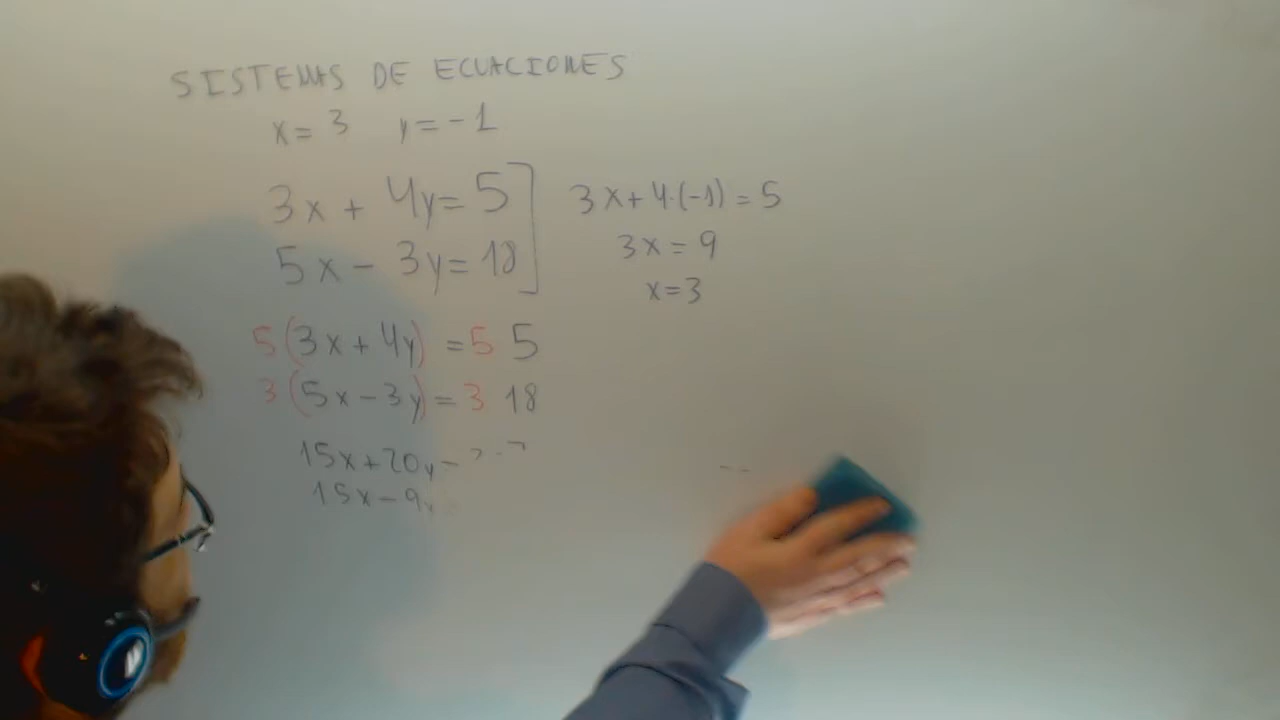 SISTEMAS DE ECUACIONES
x = 3 y = -1
3x + 4y = 5
5x - 3y = 18
3x + 4·(-1) = 5
3x = 9
x = 3
5(3x + 4y) = 5 5
3(5x - 3y) = 3 18
15x + 20y
15x - 9